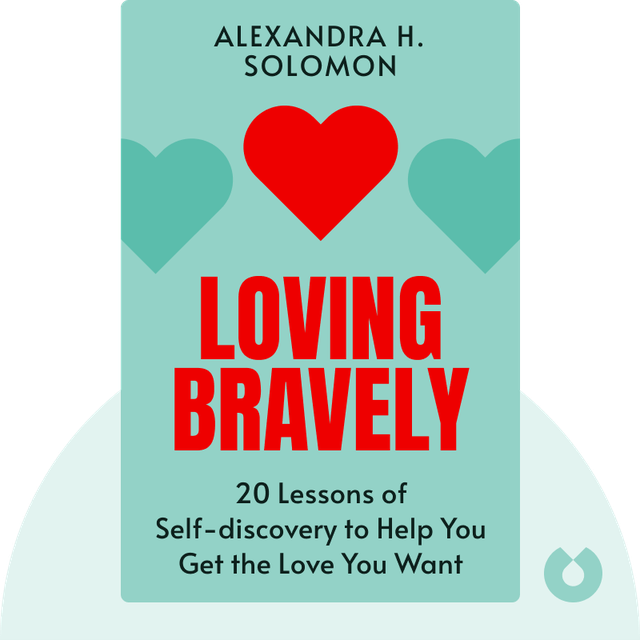 ALEXANDRA H.
SOLOMON
LOVING
BRAVELY
20 Lessons of
Self-discovery to Help You
Get the Love You Want